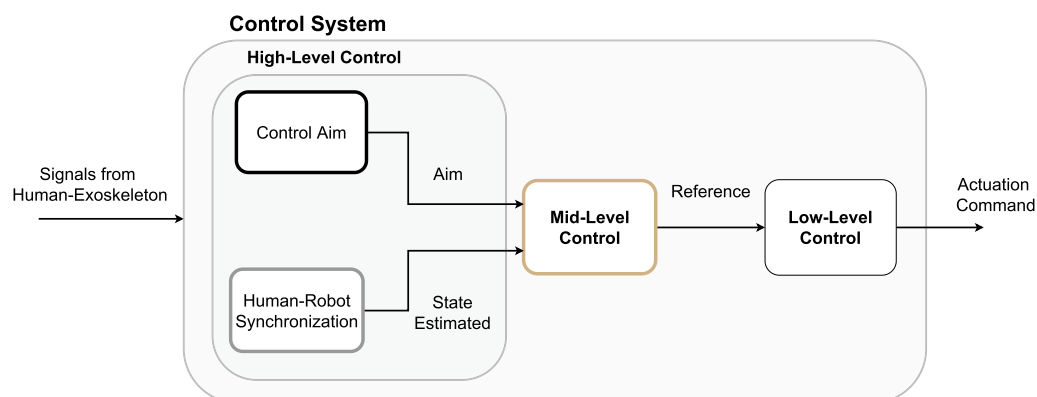 Control System
High-Level Control
Control Aim
Signals from
Human-Exoskeleton
Aim
Human-Robot
Synchronization
State
Estimated
Mid-Level
Control
Reference
Low-Level
Control
Actuation
Command